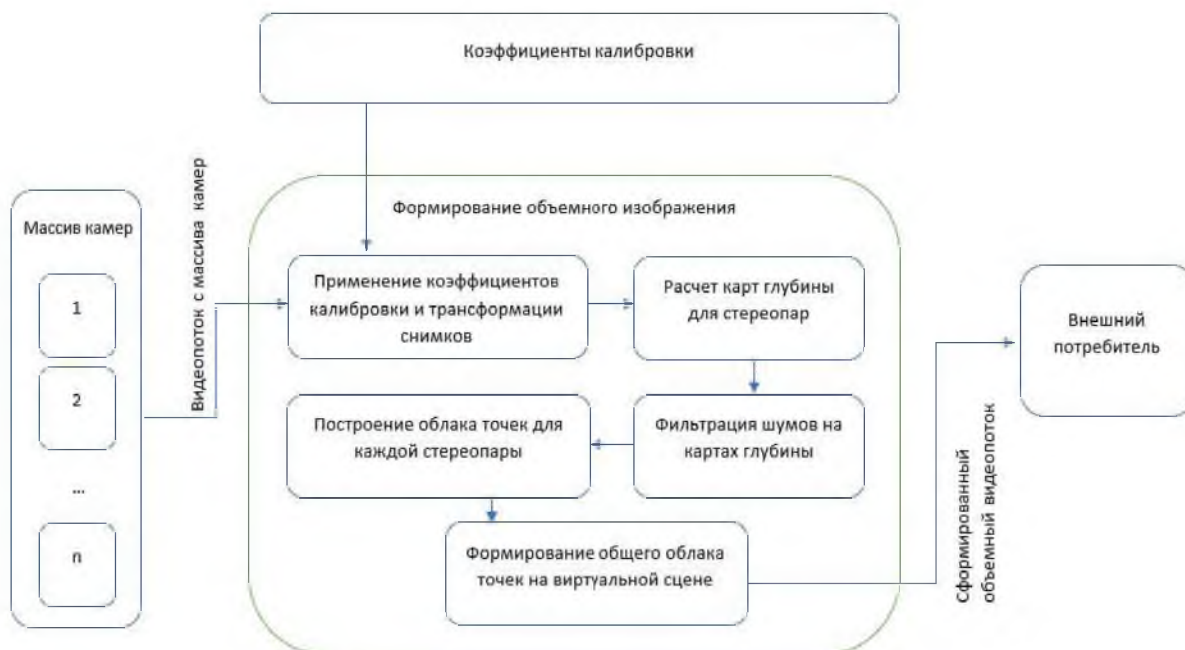 Коэффициенты калибровки
Массив камер
1
2
...
n
Видеопоток с массива камер
Формирование объемного изображения
Применение коэффициентов
калибровки и трансформации
снимков
Расчет карт глубины
для стереопар
Фильтрация шумов на
картах глубины
Построение облака точек для
каждой стереопары
Формирование общего облака
точек на виртуальной сцене
Сформированный
объемный видеопоток
Внешний
потребитель